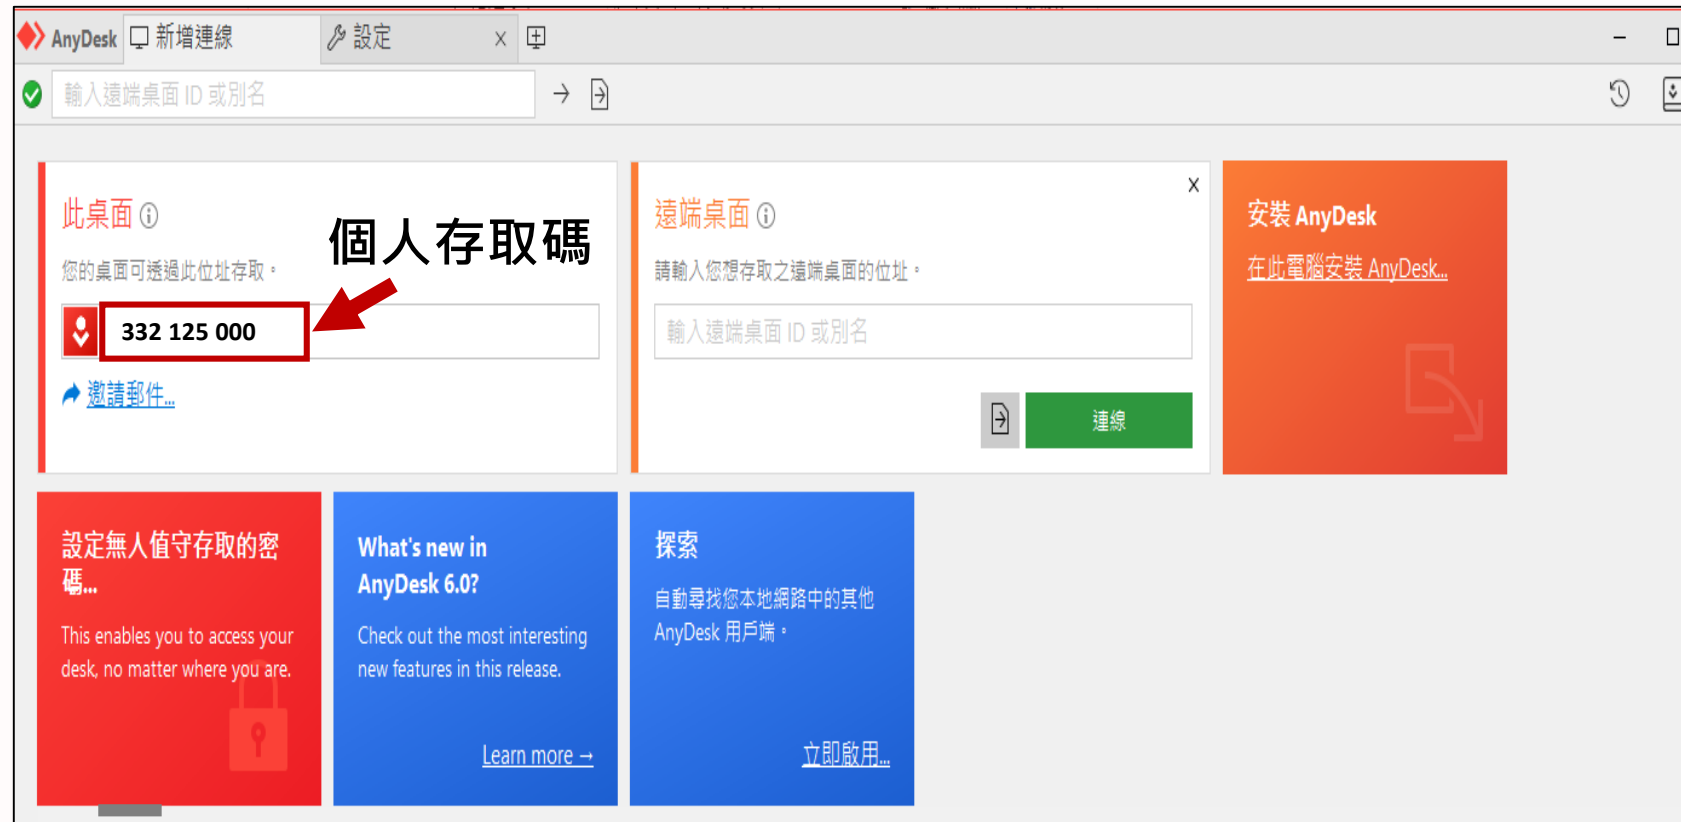 AnyDesk
新增連線
設定
輸入遠端桌面 ID 或別名
此桌面
個人存取碼
您的桌面可透過此位址存取。
332 125 000
邀請郵件...
遠端桌面
請輸入您想存取之遠端桌面的位址。
輸入遠端桌面 ID 或別名
連線
安裝 AnyDesk
在此電腦安裝 AnyDesk...
設定無人值守存取的密
碼...
This enables you to access your
desk, no matter where you are.
What's new in
AnyDesk 6.0?
Check out the most interesting
new features in this release.
Learn more →
探索
自動尋找您本地網路中的其他
AnyDesk 用戶端。
立即啟用...